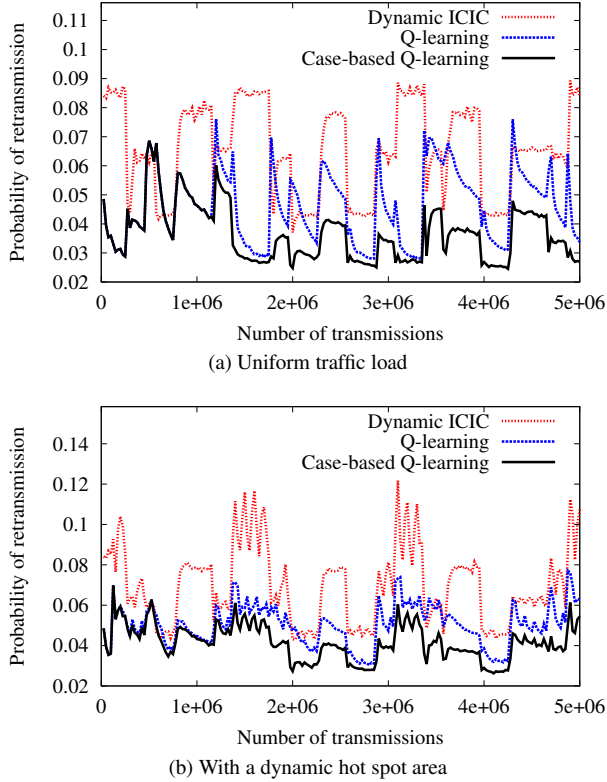 0.11
0.1
0.09
0.08
0.07
0.06
0.05
0.04
0.03
0.02
Probability of retransmission
Dynamic ICIC
Q-learning
Case-based Q-learning
0 1e+06 2e+06 3e+06 4e+06 5e+06
Number of transmissions
(a) Uniform traffic load
0.14
0.12
0.1
0.08
0.06
0.04
0.02
Probability of retransmission
Dynamic ICIC
Q-learning
Case-based Q-learning
0 1e+06 2e+06 3e+06 4e+06 5e+06
Number of transmissions
(b) With a dynamic hot spot area